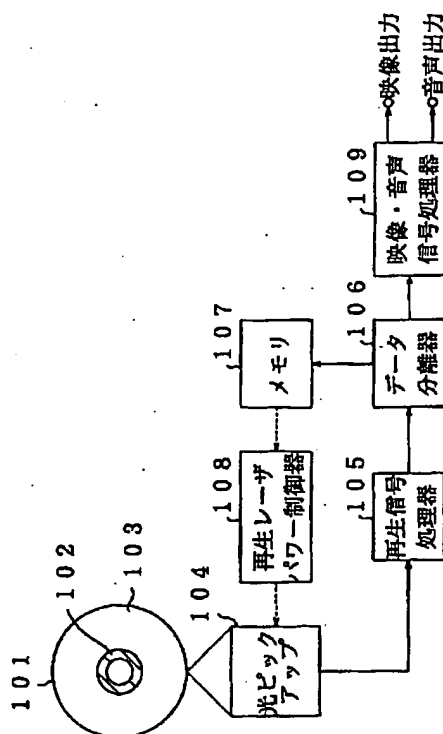 101
102
103
104
光ピック
アップ
108
再生レーザ
パワー制御器
107
メモリ
105
再生信号
処理器
106
データ
分離器
109
映像・音声
信号処理器
映像出力
音声出力